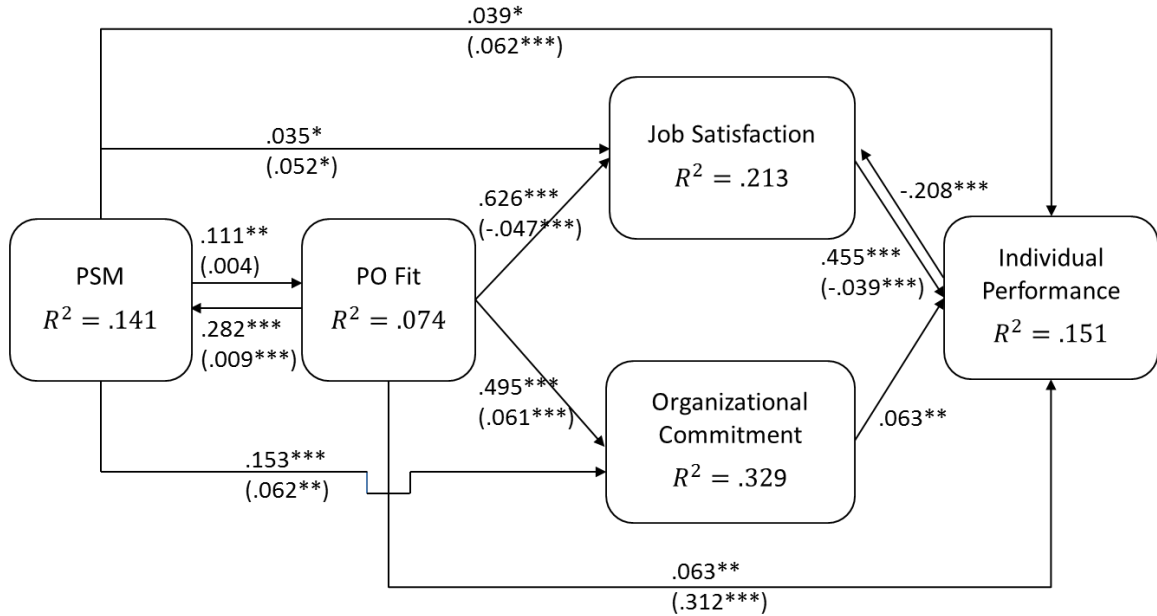 .039*
(.062***)
.035*
(.052*)
Job Satisfaction
R² = .213
-.208***
.626***
(-.047***)
.455***
(-.039***)
PSM
R² = .141
.111**
(.004)
.282***
(.009***)
PO Fit
R² = .074
Individual
Performance
R² = .151
.495***
(.061***)
Organizational
Commitment
R² = .329
.063**
.153***
(.062**)
.063**
(.312***)